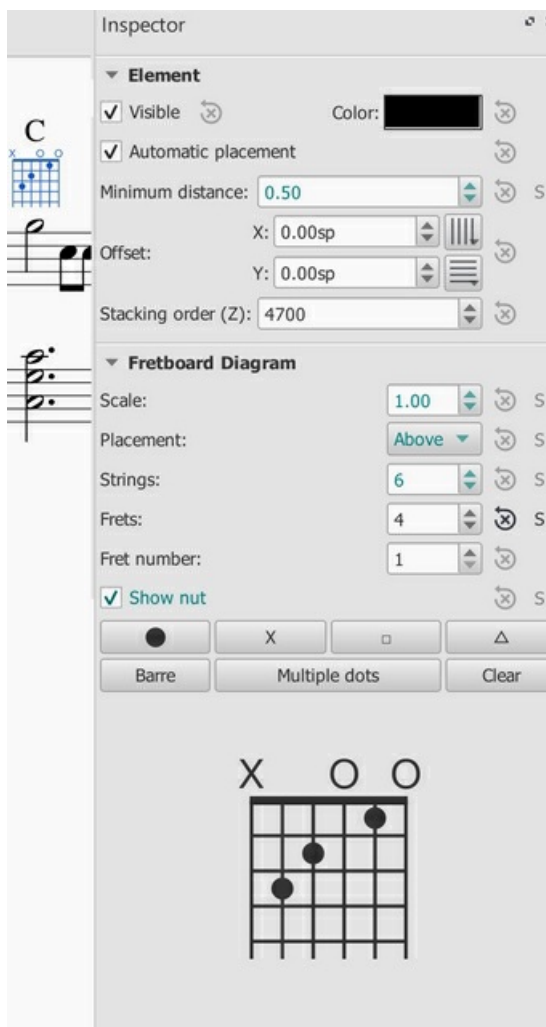 Inspector
Element
Visible Color:
Automatic placement
C
X O O
Minimum distance: 0.50 S
X: 0.00sp
Offset:
Y: 0.00sp
Stacking order (Z): 4700
Fretboard Diagram
Scale: 1.00 S
Placement: Above S
Strings: 6 S
Frets: 4 S
Fret number: 1
Show nut S
X
Barre Multiple dots Clear
X O O